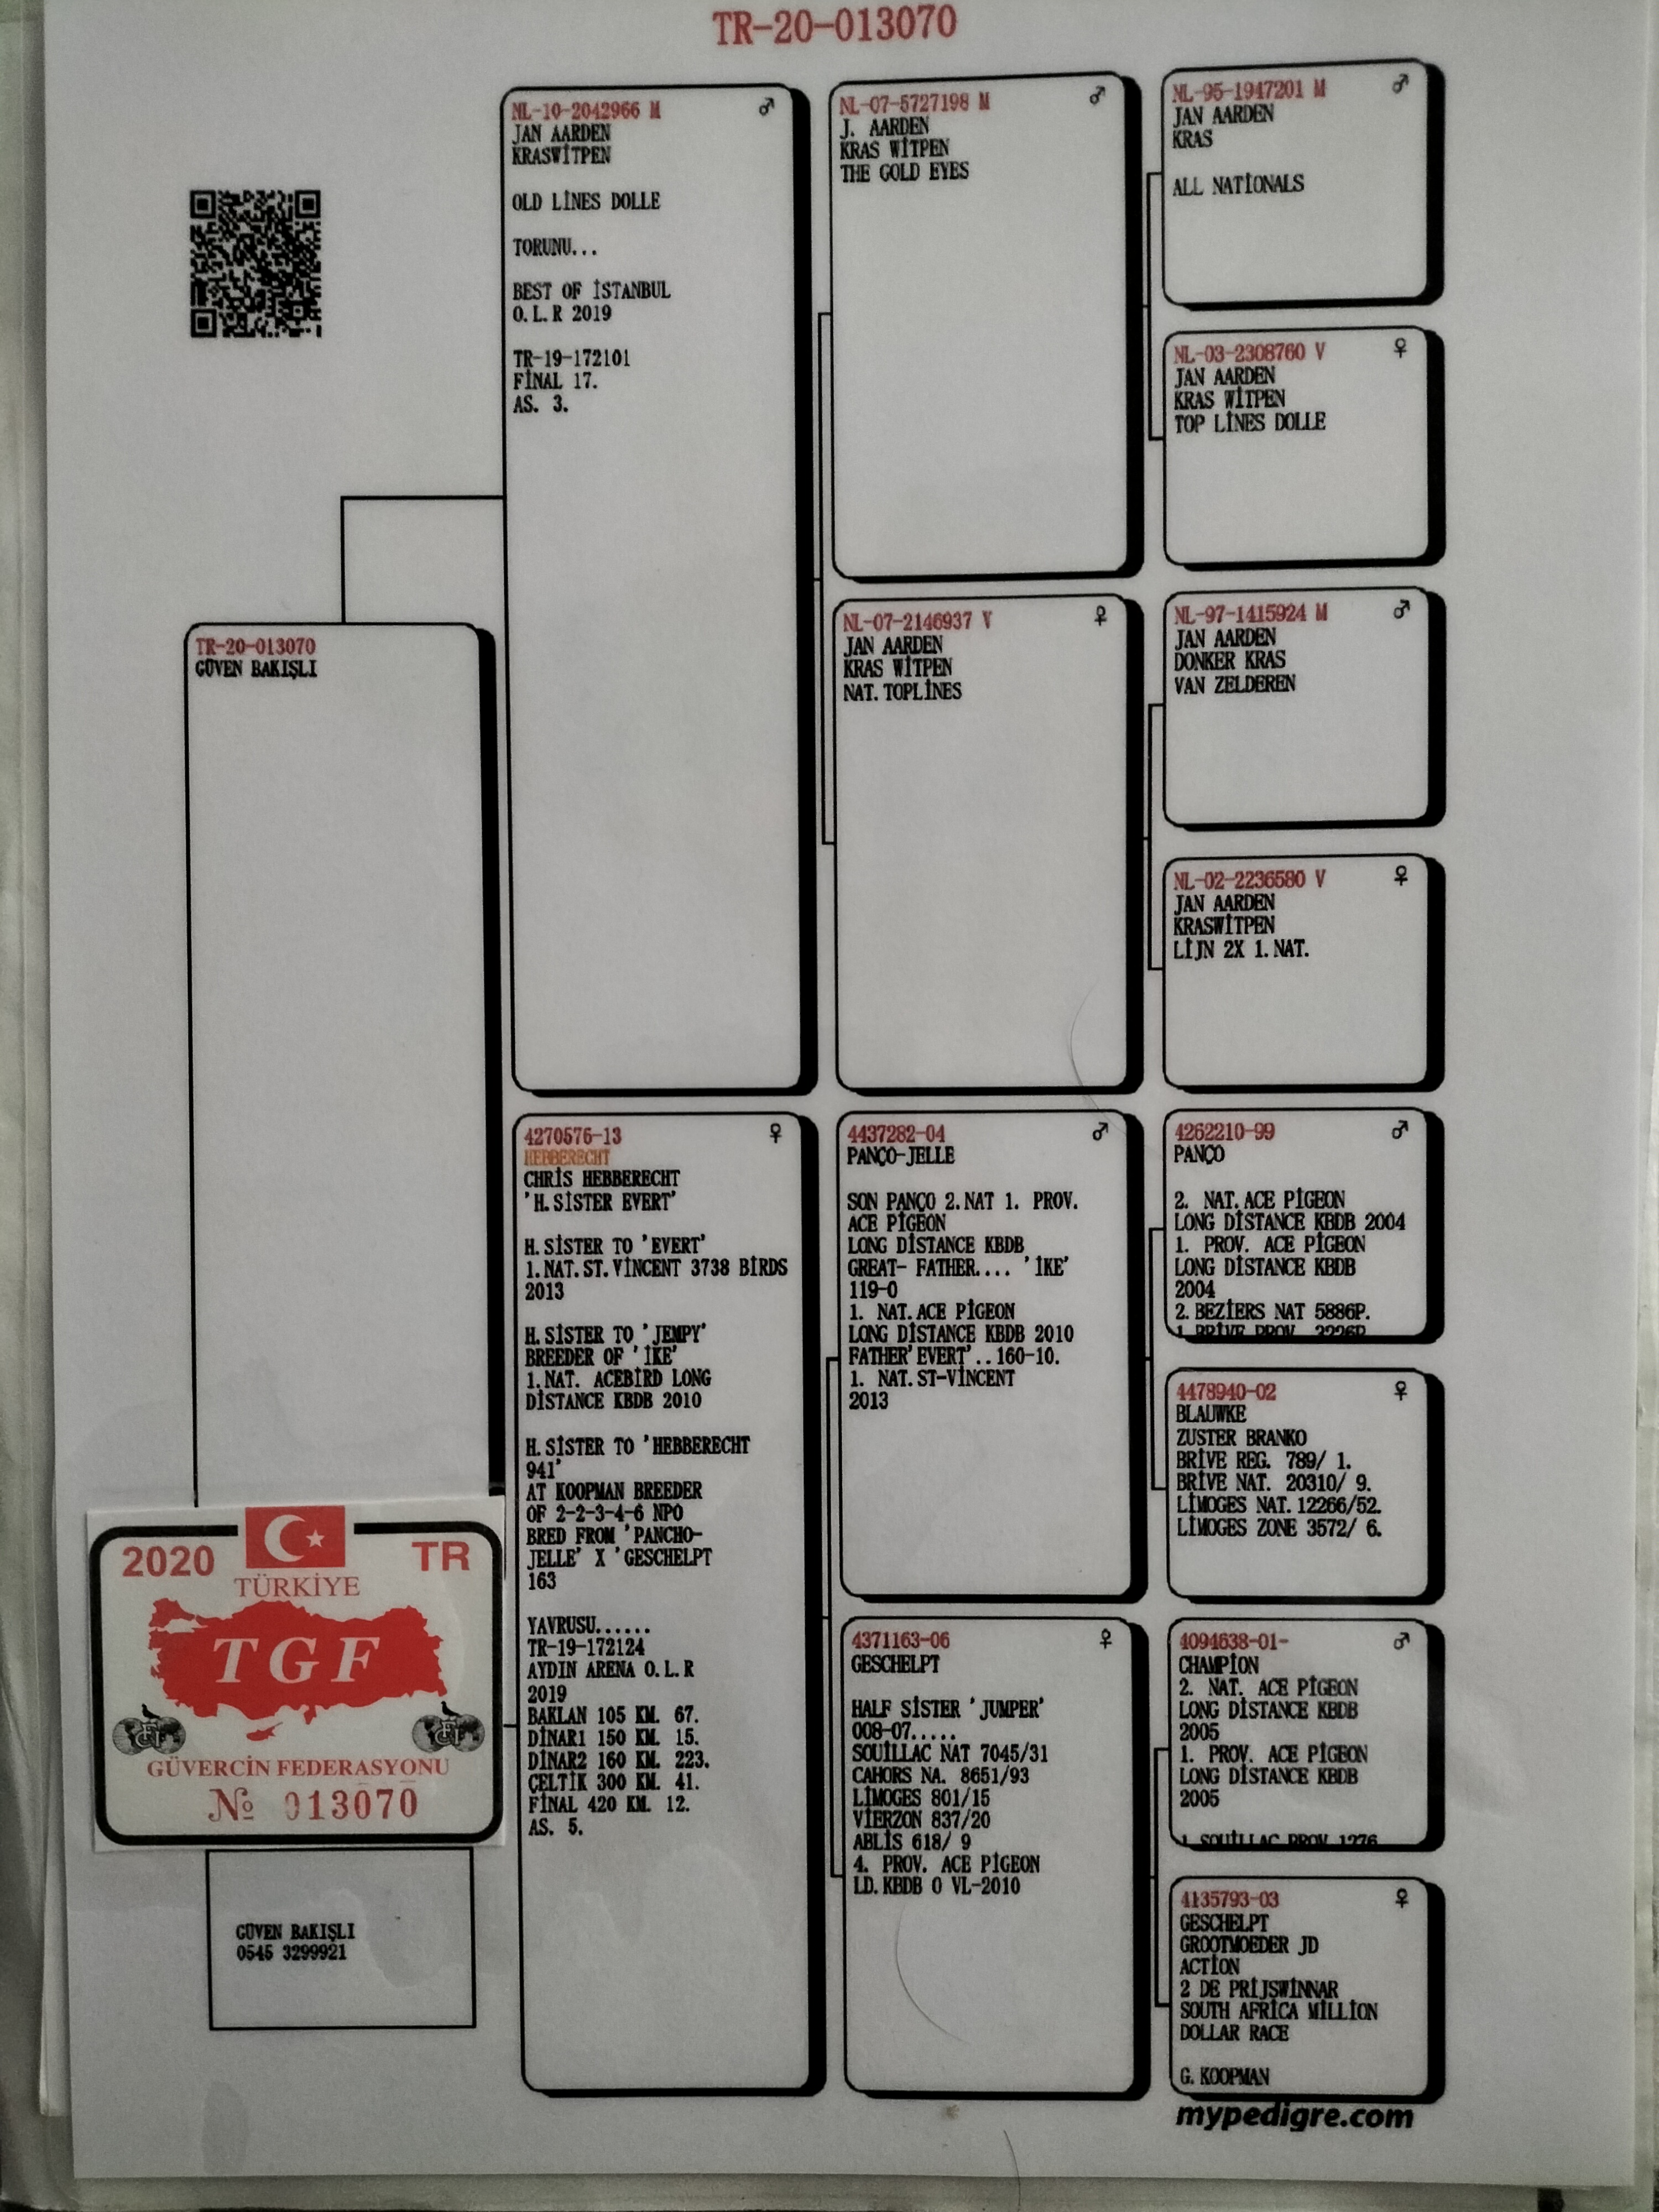 TR-20-013070
TR-20-013070
GÜVEN BAKIŞLI
2020
TR
TÜRKİYE
TGF
GÜVERCİN FEDERASYONU
№ 013070
GÜVEN BAKIŞLI
0545 3299921
NL-10-2042966 M ♂
JAN AARDEN
KRASWİTPEN
OLD LİNES DOLLE
TORUNU...
BEST OF İSTANBUL
O.L.R 2019
TR-19-172101
FİNAL 17.
AS. 3.
4270576-13 ♀
HEBBERECHT
CHRİS HEBBERECHT
'H.SİSTER EVERT'
H.SİSTER TO 'EVERT'
1.NAT.ST.VİNCENT 3738 BİRDS
2013
H.SİSTER TO 'JEMPY'
BREEDER OF 'İKE'
1.NAT. ACEBİRD LONG
DİSTANCE KBDB 2010
H.SİSTER TO 'HEBBERECHT
941'
AT KOOPMAN BREEDER
OF 2-2-3-4-6 NPO
BRED FROM 'PANCHO-
JELLE' X 'GESCHELPT
163
YAVRUSU......
TR-19-172124
AYDIN ARENA O.L.R
2019
BAKLAN 105 KM. 67.
DİNAR1 150 KM. 15.
DİNAR2 160 KM. 223.
ÇELTİK 300 KM. 41.
FİNAL 420 KM. 12.
AS. 5.
NL-07-5727198 M ♂
J. AARDEN
KRAS WİTPEN
THE GOLD EYES
NL-07-2146937 V ♀
JAN AARDEN
KRAS WİTPEN
NAT.TOPLİNES
4437282-04 ♂
PANÇO-JELLE
SON PANÇO 2.NAT 1. PROV.
ACE PİGEON
LONG DİSTANCE KBDB
GREAT- FATHER.... 'İKE'
119-0
1. NAT.ACE PİGEON
LONG DİSTANCE KBDB 2010
FATHER'EVERT'..160-10.
1. NAT.ST-VİNCENT
2013
4371163-06 ♀
GESCHELPT
HALF SİSTER 'JUMPER'
008-07.....
SOUİLLAC NAT 7045/31
CAHORS NA. 8651/93
LİMOGES 801/15
VİERZON 837/20
ABLİS 618/ 9
4. PROV. ACE PİGEON
LD.KBDB O VL-2010
NL-95-1947201 M ♂
JAN AARDEN
KRAS
ALL NATİONALS
NL-03-2308760 V ♀
JAN AARDEN
KRAS WİTPEN
TOP LİNES DOLLE
NL-97-1415924 M ♂
JAN AARDEN
DONKER KRAS
VAN ZELDEREN
NL-02-2236580 V ♀
JAN AARDEN
KRASWİTPEN
LİJN 2X 1.NAT.
4262210-99 ♂
PANÇO
2. NAT.ACE PİGEON
LONG DİSTANCE KBDB 2004
1. PROV. ACE PİGEON
LONG DİSTANCE KBDB
2004
2.BEZİERS NAT 5886P.
1.BRİVE PROV.
4478940-02 ♀
BLAUWKE
ZUSTER BRANKO
BRİVE REG. 789/ 1.
BRİVE NAT. 20310/ 9.
LİMOGES NAT.12266/52.
LİMOGES ZONE 3572/ 6.
4094638-01- ♂
CHAMPİON
2. NAT. ACE PİGEON
LONG DİSTANCE KBDB
2005
1. PROV. ACE PİGEON
LONG DİSTANCE KBDB
2005
1.SOUİLLAC PROV 1276
4135793-03 ♀
GESCHELPT
GROOTMOEDER JD
ACTİON
2 DE PRİJSWİNNAR
SOUTH AFRİCA MİLLİON
DOLLAR RACE
G.KOOPMAN
mypedigre.com